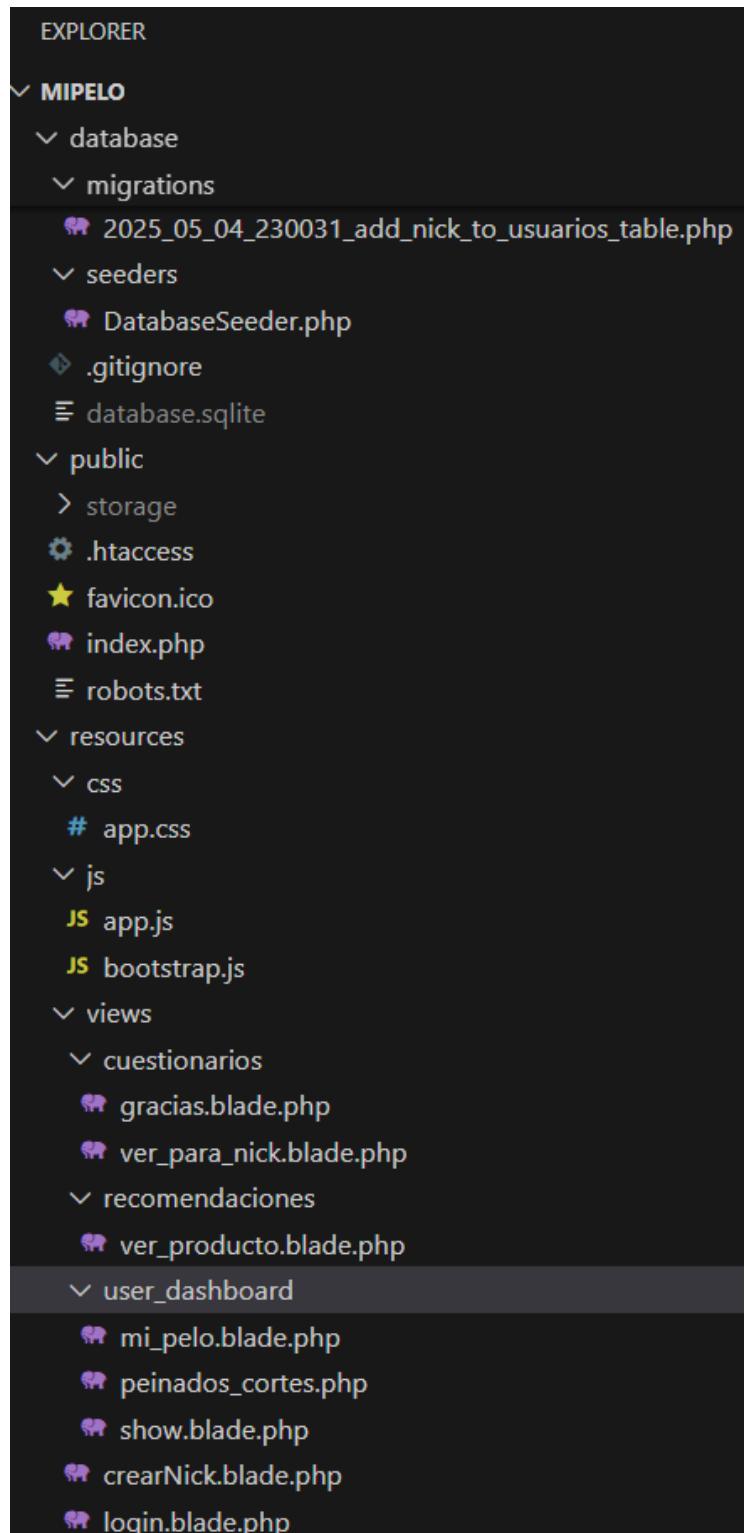 EXPLORER
MIPELO
database
migrations
2025_05_04_230031_add_nick_to_usuarios_table.php
seeders
DatabaseSeeder.php
.gitignore
database.sqlite
public
storage
.htaccess
favicon.ico
index.php
robots.txt
resources
css
# app.css
js
JS app.js
JS bootstrap.js
views
cuestionarios
gracias.blade.php
ver_para_nick.blade.php
recomendaciones
ver_producto.blade.php
user_dashboard
mi_pelo.blade.php
peinados_cortes.php
show.blade.php
crearNick.blade.php
login.blade.php